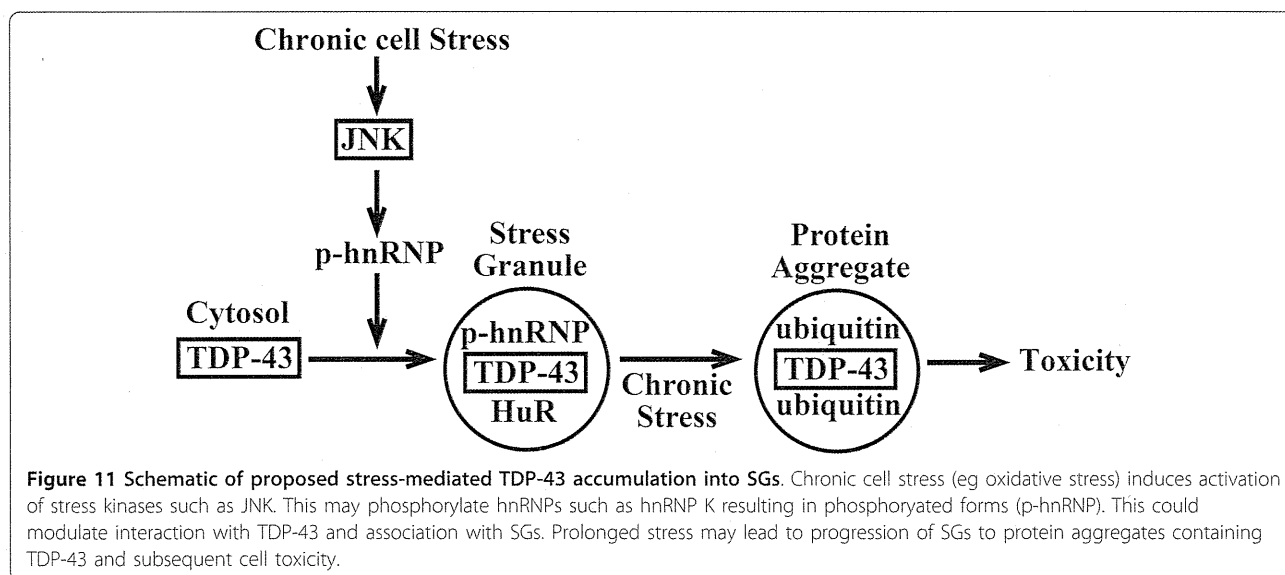 Chronic cell Stress
JNK
p-hnRNP
Stress
Granule
Protein
Aggregate
Cytosol
TDP-43
p-hnRNP
TDP-43
HuR
Chronic
Stress
ubiquitin
TDP-43
ubiquitin
Toxicity
Figure 11 Schematic of proposed stress-mediated TDP-43 accumulation into SGs. Chronic cell stress (eg oxidative stress) induces activation
of stress kinases such as JNK. This may phosphorylate hnRNPs such as hnRNP K resulting in phosphoryated forms (p-hnRNP). This could
modulate interaction with TDP-43 and association with SGs. Prolonged stress may lead to progression of SGs to protein aggregates containing
TDP-43 and subsequent cell toxicity.